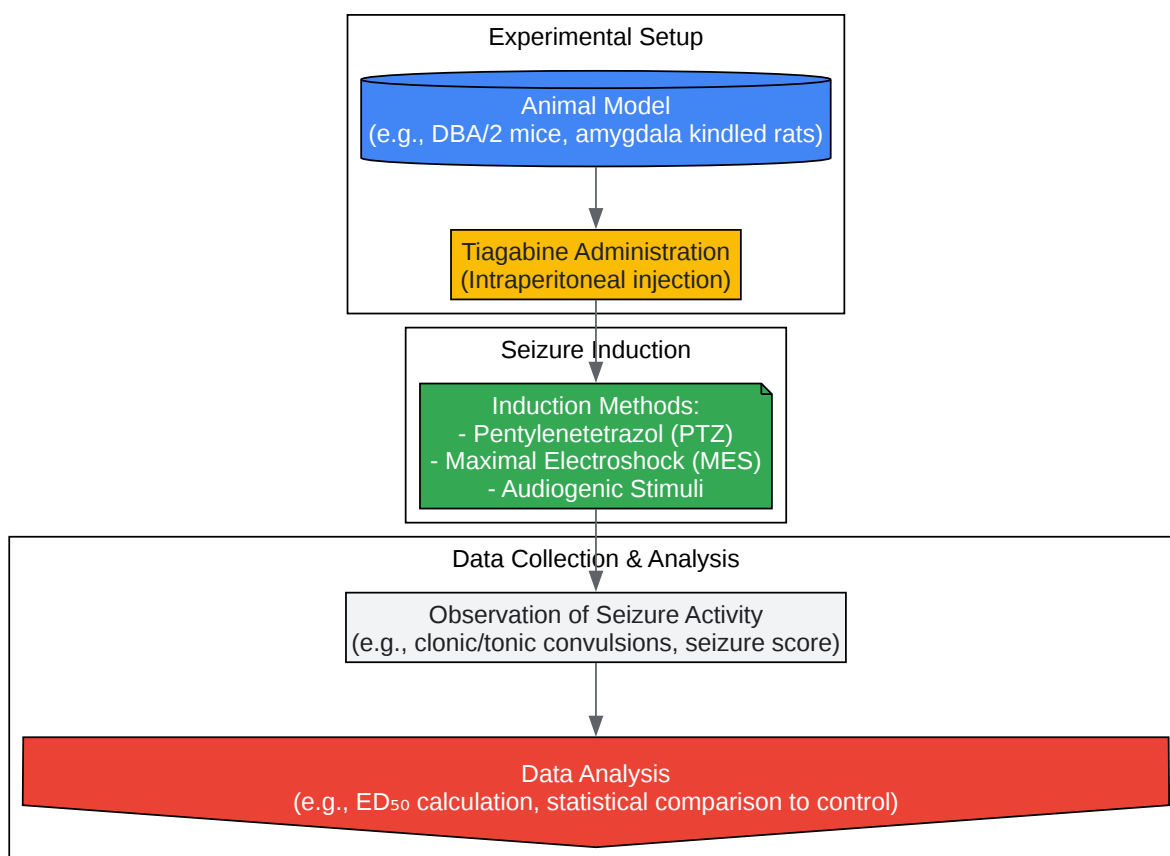 Experimental Setup
Animal Model
(e.g., DBA/2 mice, amygdala kindled rats)
Tiagabine Administration
(Intraperitoneal injection)
Seizure Induction
Induction Methods:
- Pentylenetetrazol (PTZ)
- Maximal Electroshock (MES)
- Audiogenic Stimuli
Data Collection & Analysis
Observation of Seizure Activity
(e.g., clonic/tonic convulsions, seizure score)
Data Analysis
(e.g., ED₅₀ calculation, statistical comparison to control)